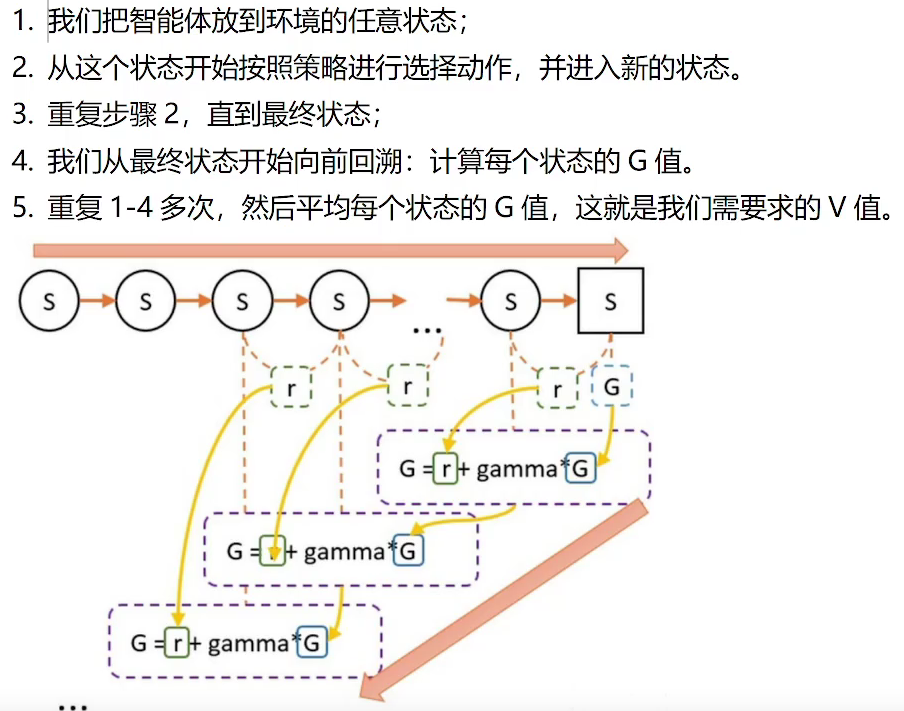 1. 我们把智能体放到环境的任意状态；
2. 从这个状态开始按照策略进行选择动作，并进入新的状态。
3. 重复步骤 2，直到最终状态；
4. 我们从最终状态开始向前回溯：计算每个状态的 G 值。
5. 重复 1-4 多次，然后平均每个状态的 G 值，这就是我们需要求的 V 值。
S S S S S S
...
r r r G
G = r + gamma*G
G = + gamma*G
G = r + gamma*G
...